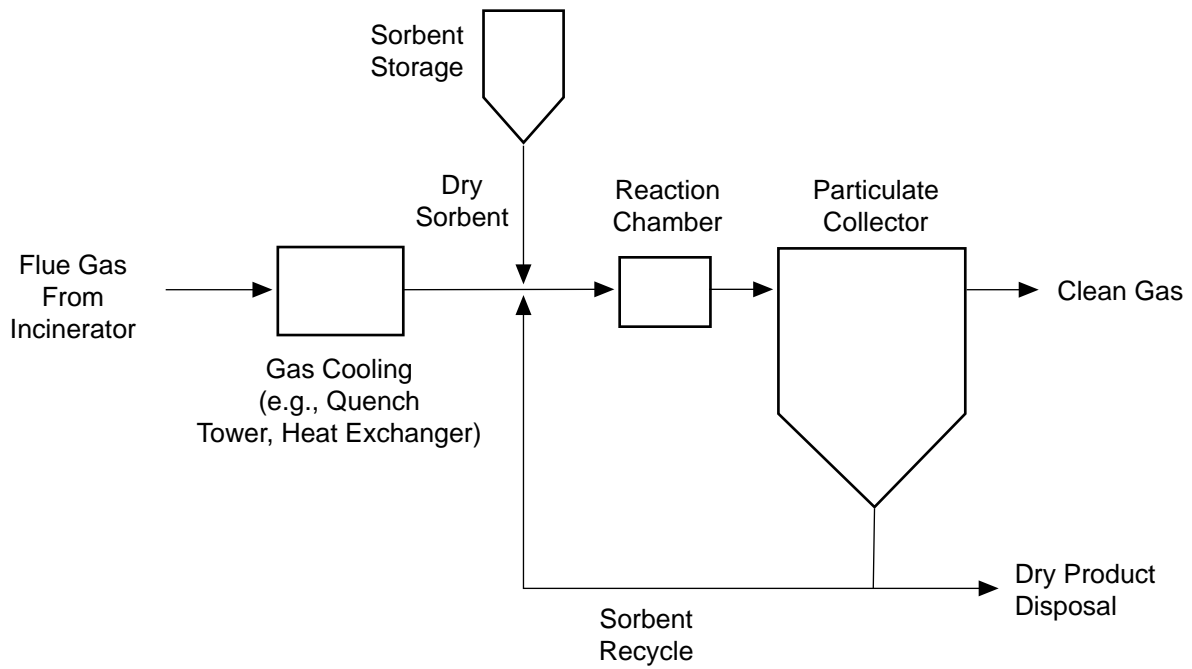 Sorbent
Storage
Dry
Sorbent
Reaction
Chamber
Particulate
Collector
Flue Gas
From
Incinerator
Clean Gas
Gas Cooling
(e.g., Quench
Tower, Heat Exchanger)
Dry Product
Disposal
Sorbent
Recycle